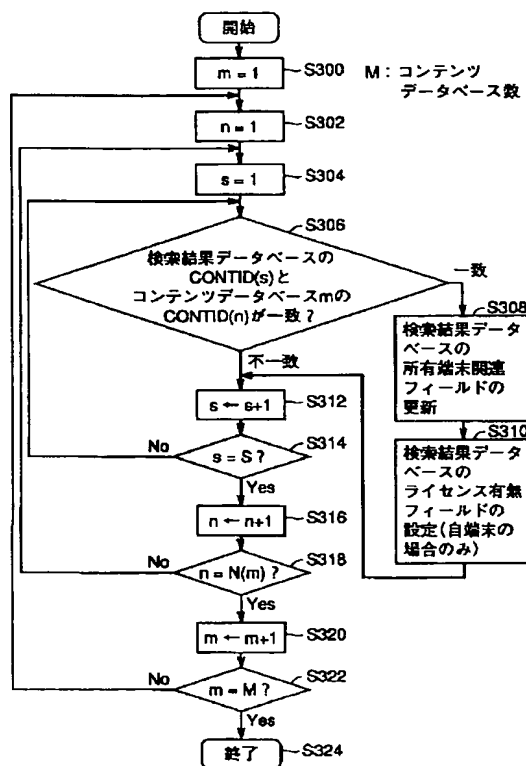 開始
m = 1
S300
M：コンテンツ
データベース数
n = 1
S302
s = 1
S304
S306
検索結果データベースの
CONTID(s)と
コンテンツデータベースmの
CONTID(n)が一致？
一致
S308
検索結果データ
ベースの
所有端末関連
フィールドの
更新
不一致
s ← s+1
S312
S310
検索結果データ
ベースの
ライセンス有無
フィールドの
設定(自端末の
場合のみ)
No
s = S ?
S314
Yes
n ← n+1
S316
No
n = N(m) ?
S318
Yes
m ← m+1
S320
No
m = M ?
S322
Yes
終了
S324